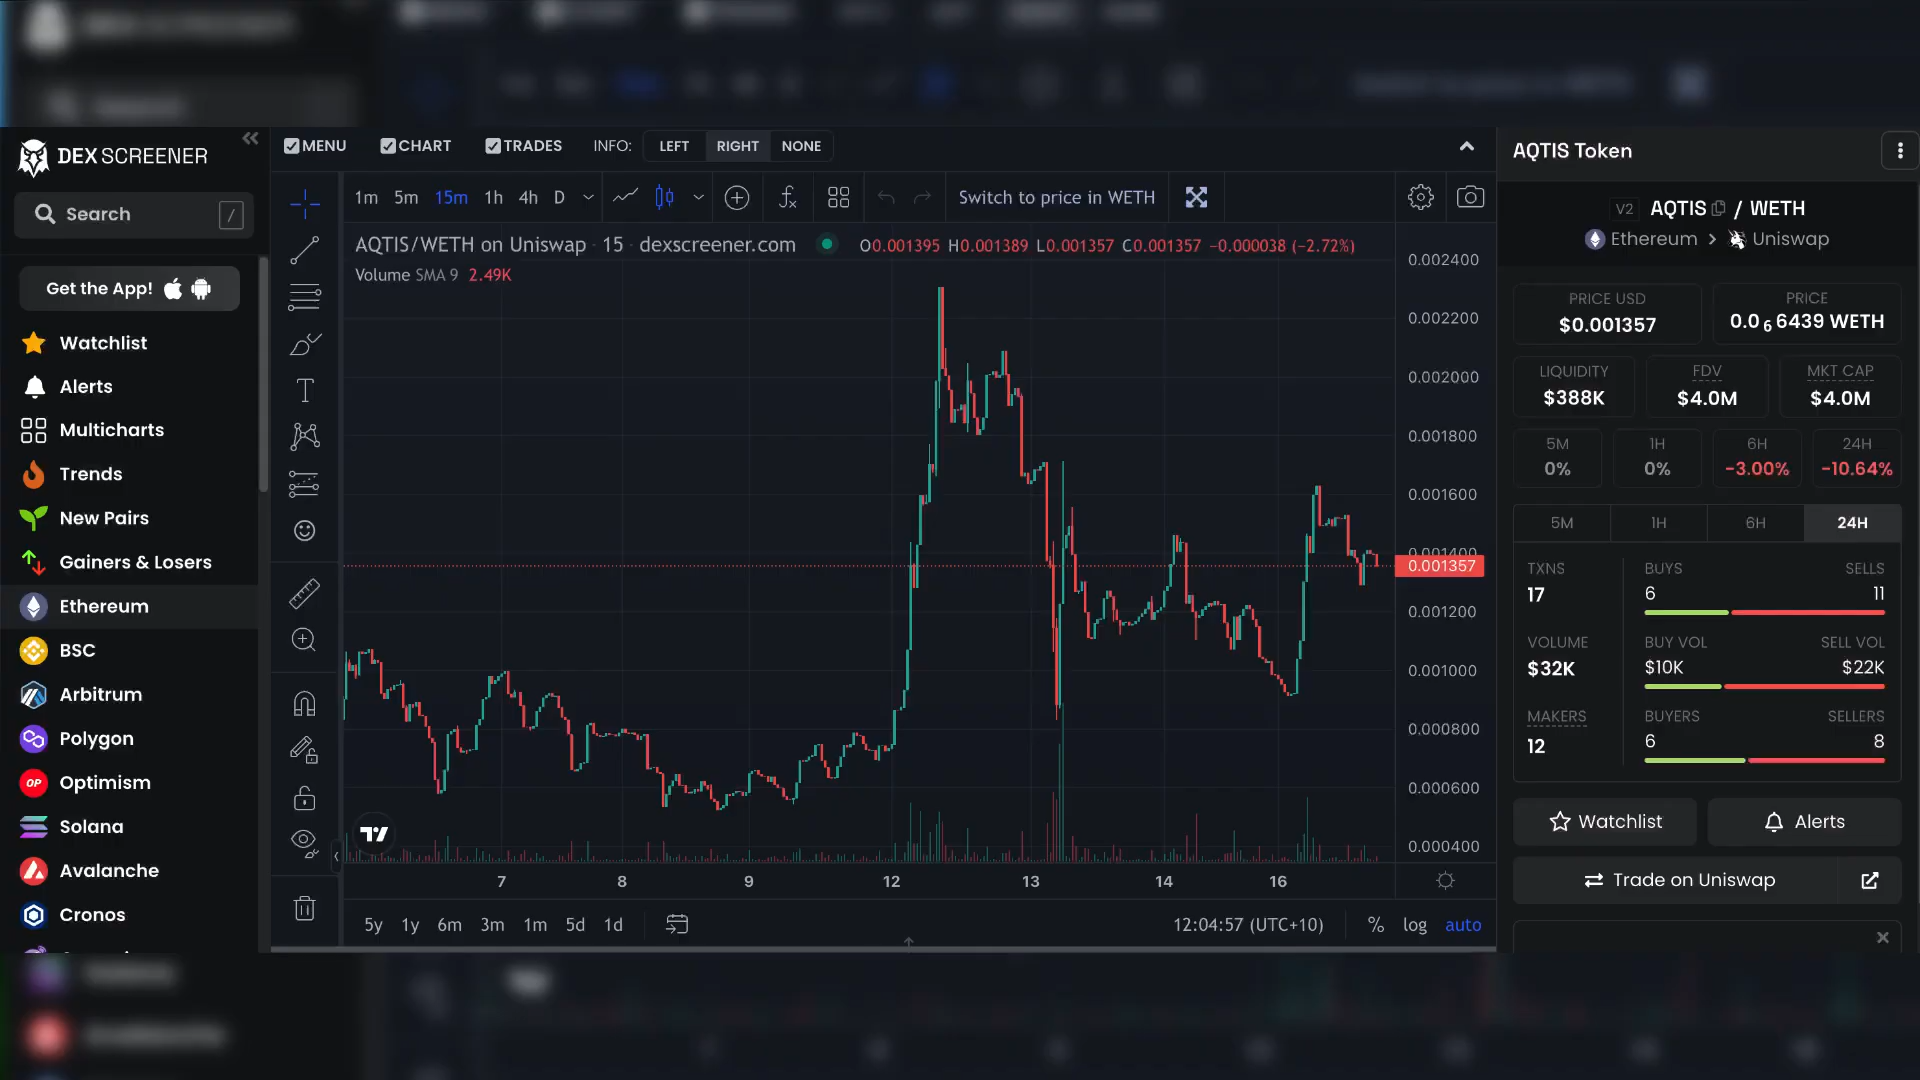 DEX SCREENER
Search /
Get the App!
Watchlist
Alerts
Multicharts
Trends
New Pairs
Gainers & Losers
Ethereum
BSC
Arbitrum
Polygon
Optimism
Solana
Avalanche
Cronos
MENU CHART TRADES INFO: LEFT RIGHT NONE
1m 5m 15m 1h 4h D Switch to price in WETH
AQTIS/WETH on Uniswap · 15 · dexscreener.com O0.001395 H0.001389 L0.001357 C0.001357 −0.000038 (−2.72%)
Volume SMA 9 2.49K
0.002400
0.002200
0.002000
0.001800
0.001600
0.001400
0.001357
0.001200
0.001000
0.000800
0.000600
0.000400
7 8 9 12 13 14 16
5y 1y 6m 3m 1m 5d 1d 12:04:57 (UTC+10) % log auto
AQTIS Token
V2 AQTIS / WETH
Ethereum > Uniswap
PRICE USD PRICE
$0.001357 0.0₆6439 WETH
LIQUIDITY FDV MKT CAP
$388K $4.0M $4.0M
5M 1H 6H 24H
0% 0% -3.00% -10.64%
5M 1H 6H 24H
TXNS BUYS SELLS
17 6 11
VOLUME BUY VOL SELL VOL
$32K $10K $22K
MAKERS BUYERS SELLERS
12 6 8
Watchlist Alerts
Trade on Uniswap